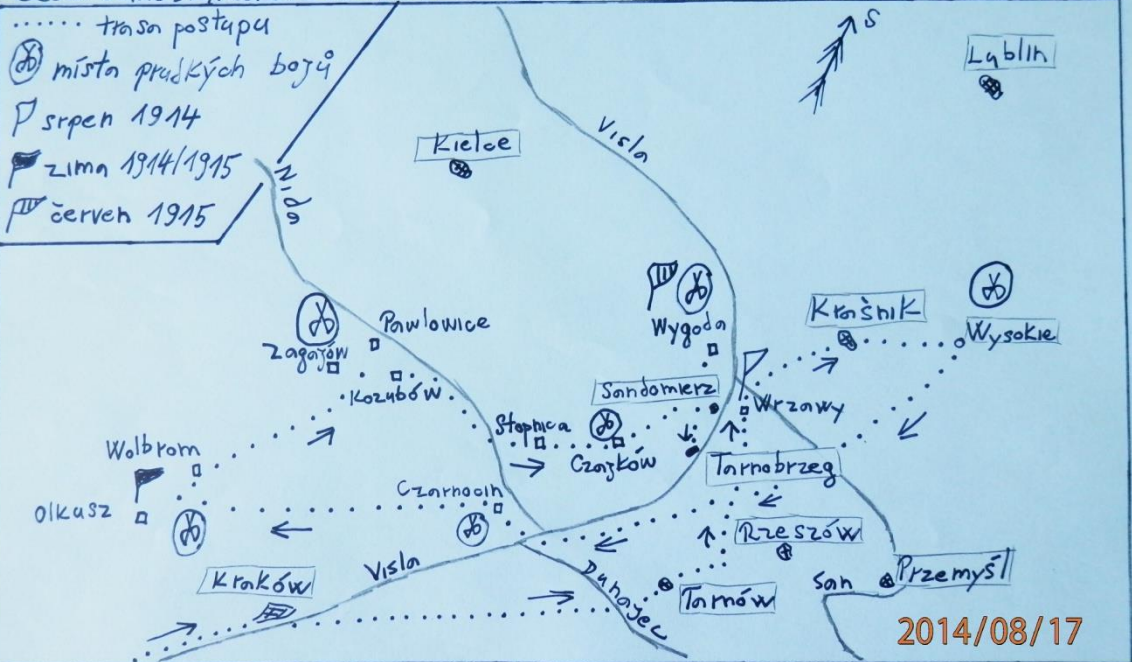 trasa postupu
místa prudkých bojů
srpen 1914
zima 1914/1915
červen 1915
S
Lublin
Visla
Kielce
Nida
Krašnik
Wysokie
Wygoda
Pawlowice
Zagajów
Kozubów
Sandomierz
Wrzawy
Stopnica
Czajków
Wolbrom
Tarnobrzeg
Czarnocin
Olkusz
Rzeszów
Visla
Kraków
Dunajec
Tarnów
San
Przemyśl
2014/08/17